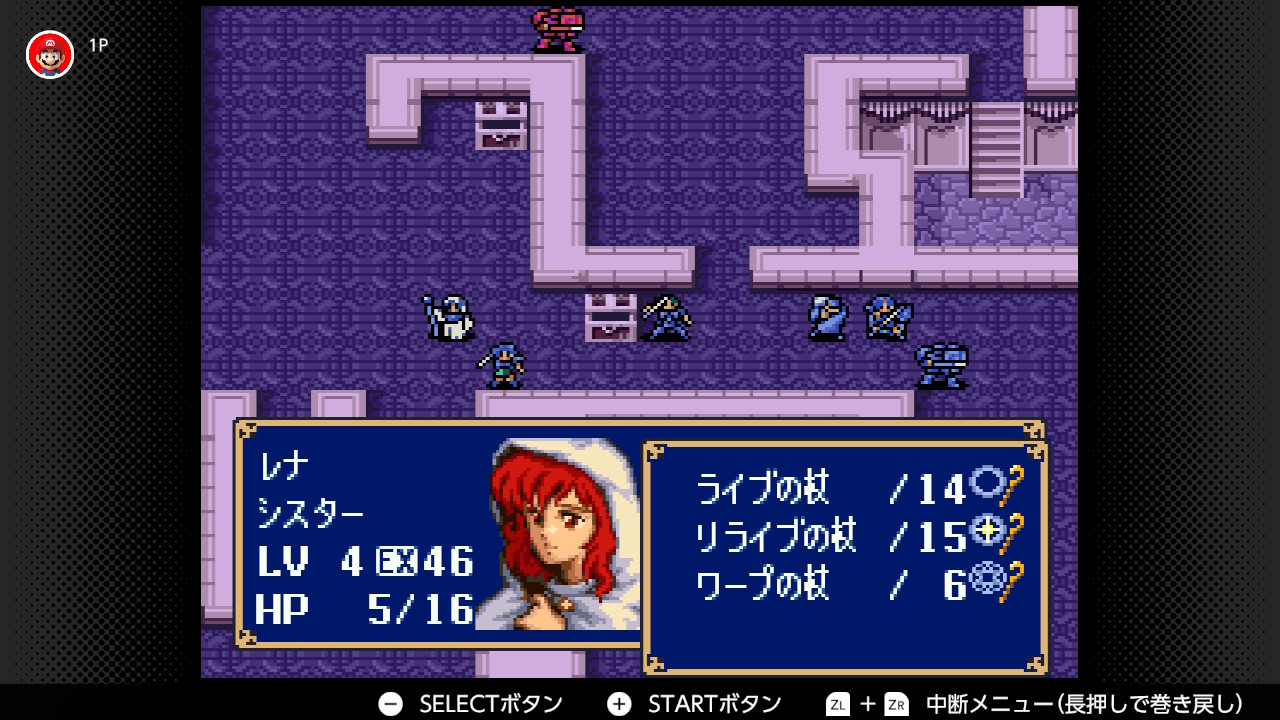 1P
レナ
シスター
LV 4 EX 46
HP 5/16
ライブの杖 /14
リライブの杖 /15
ワープの杖 / 6
SELECTボタン STARTボタン ZL + ZR 中断メニュー(長押しで巻き戻し)